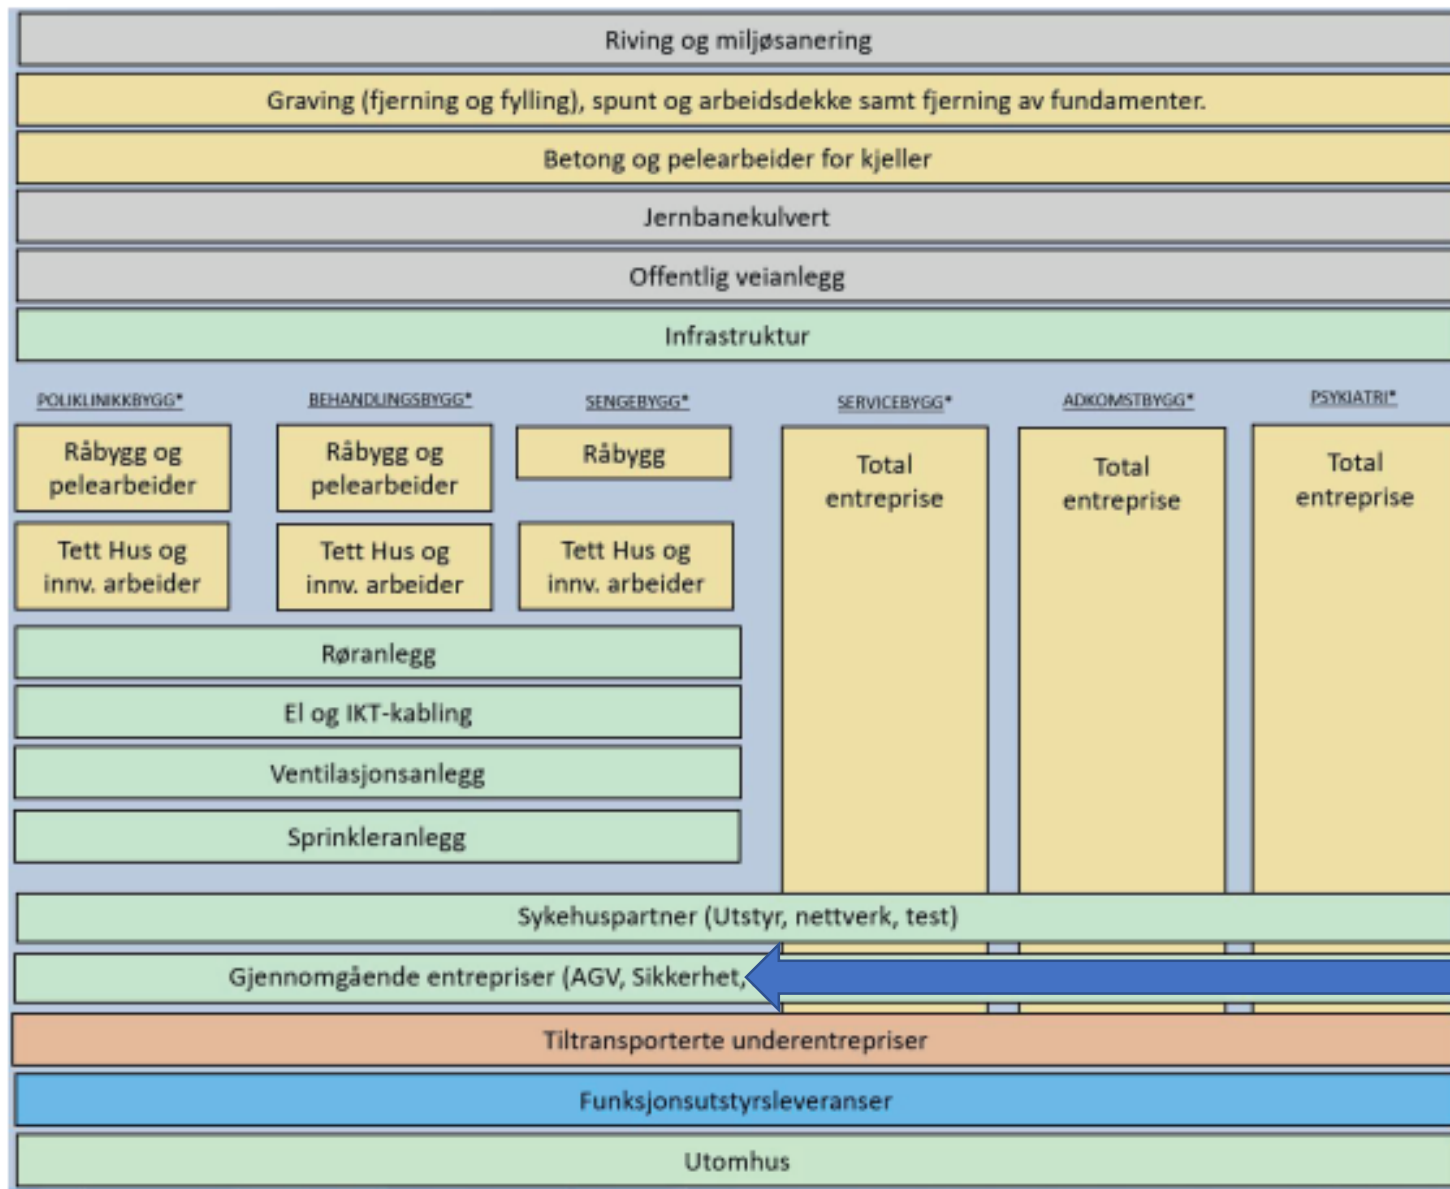 Riving og miljøsanering
Graving (fjerning og fylling), spunt og arbeidsdekke samt fjerning av fundamenter.
Betong og pelearbeider for kjeller
Jernbanekulvert
Offentlig veianlegg
Infrastruktur
POLIKLINIKKBYGG*
BEHANDLINGSBYGG*
SENGEBYGG*
SERVICEBYGG*
ADKOMSTBYGG*
PSYKIATRI*
Råbygg og
pelearbeider
Råbygg og
pelearbeider
Råbygg
Total
entreprise
Total
entreprise
Total
entreprise
Tett Hus og
innv. arbeider
Tett Hus og
innv. arbeider
Tett Hus og
innv. arbeider
Røranlegg
El og IKT-kabling
Ventilasjonsanlegg
Sprinkleranlegg
Sykehuspartner (Utstyr, nettverk, test)
Gjennomgående entrepriser (AGV, Sikkerhet,
Tiltransporterte underentrepriser
Funksjonsutstyrsleveranser
Utomhus